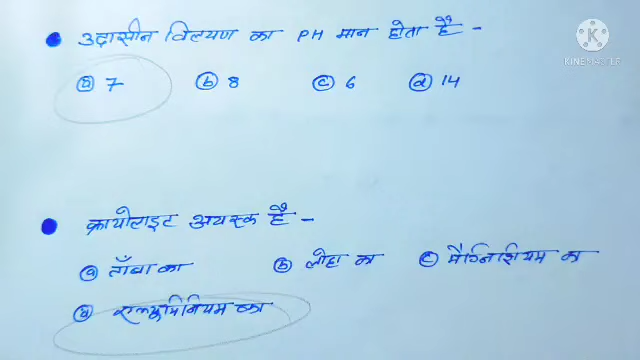 K
KINEMASTER
उदासीन विलयण का PH मान होता है -
(a) 7 (b) 8 (c) 6 (d) 14
क्रायोलाइट अयस्क है -
(a) ताँबा का (b) लोहा का (c) मैग्निशियम का
(d) एल्युमिनियम का